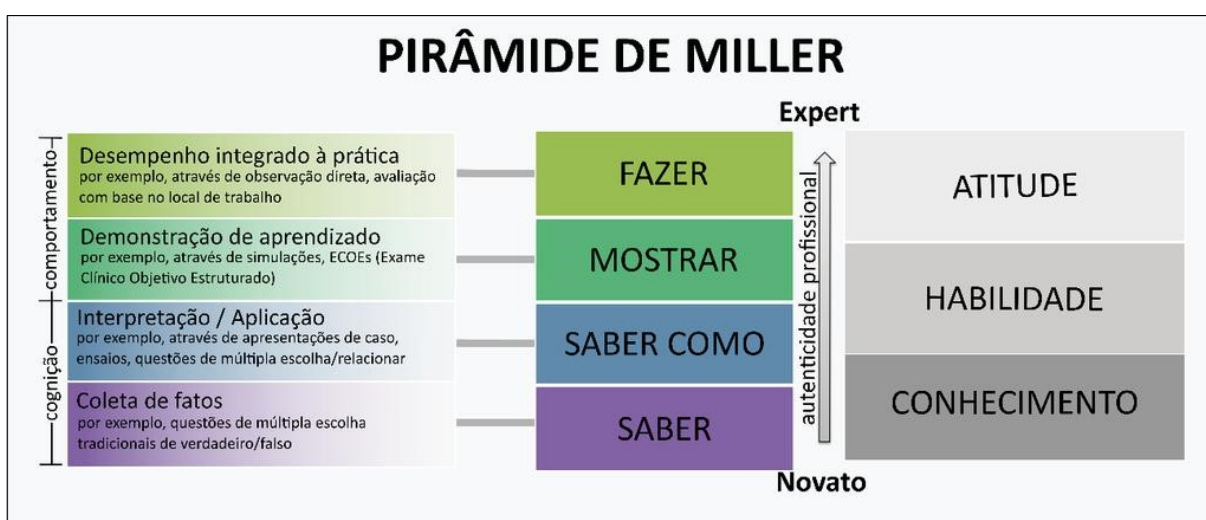 PIRÂMIDE DE MILLER
comportamento
cognição
Desempenho integrado à prática
por exemplo, através de observação direta, avaliação
com base no local de trabalho
Demonstração de aprendizado
por exemplo, através de simulações, ECOEs (Exame
Clínico Objetivo Estruturado)
Interpretação / Aplicação
por exemplo, através de apresentações de caso,
ensaios, questões de múltipla escolha/relacionar
Coleta de fatos
por exemplo, questões de múltipla escolha
tradicionais de verdadeiro/falso
FAZER
MOSTRAR
SABER COMO
SABER
Expert
autenticidade profissional
Novato
ATITUDE
HABILIDADE
CONHECIMENTO